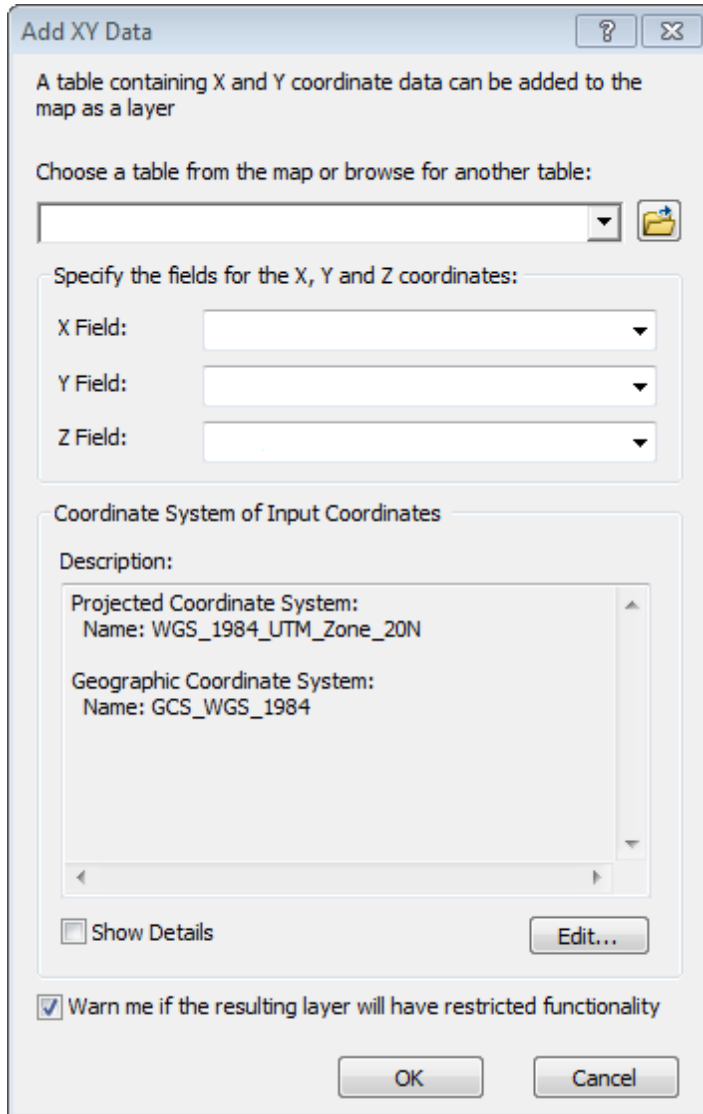 Add XY Data
A table containing X and Y coordinate data can be added to the
map as a layer
Choose a table from the map or browse for another table:
Specify the fields for the X, Y and Z coordinates:
X Field:
Y Field:
Z Field:
Coordinate System of Input Coordinates
Description:
Projected Coordinate System:
Name: WGS_1984_UTM_Zone_20N
Geographic Coordinate System:
Name: GCS_WGS_1984
Show Details
Edit...
Warn me if the resulting layer will have restricted functionality
OK
Cancel